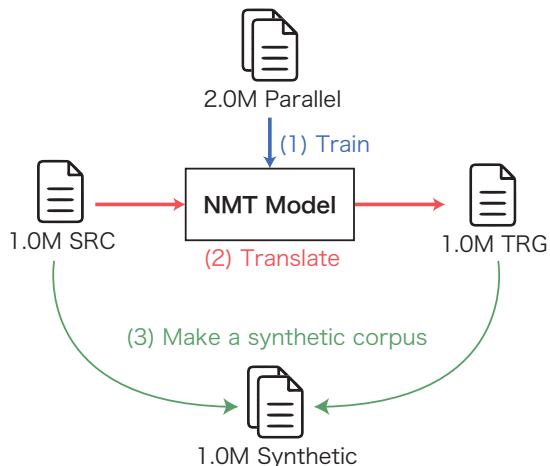 2.0M Parallel
(1) Train
NMT Model
1.0M SRC
(2) Translate
1.0M TRG
(3) Make a synthetic corpus
1.0M Synthetic